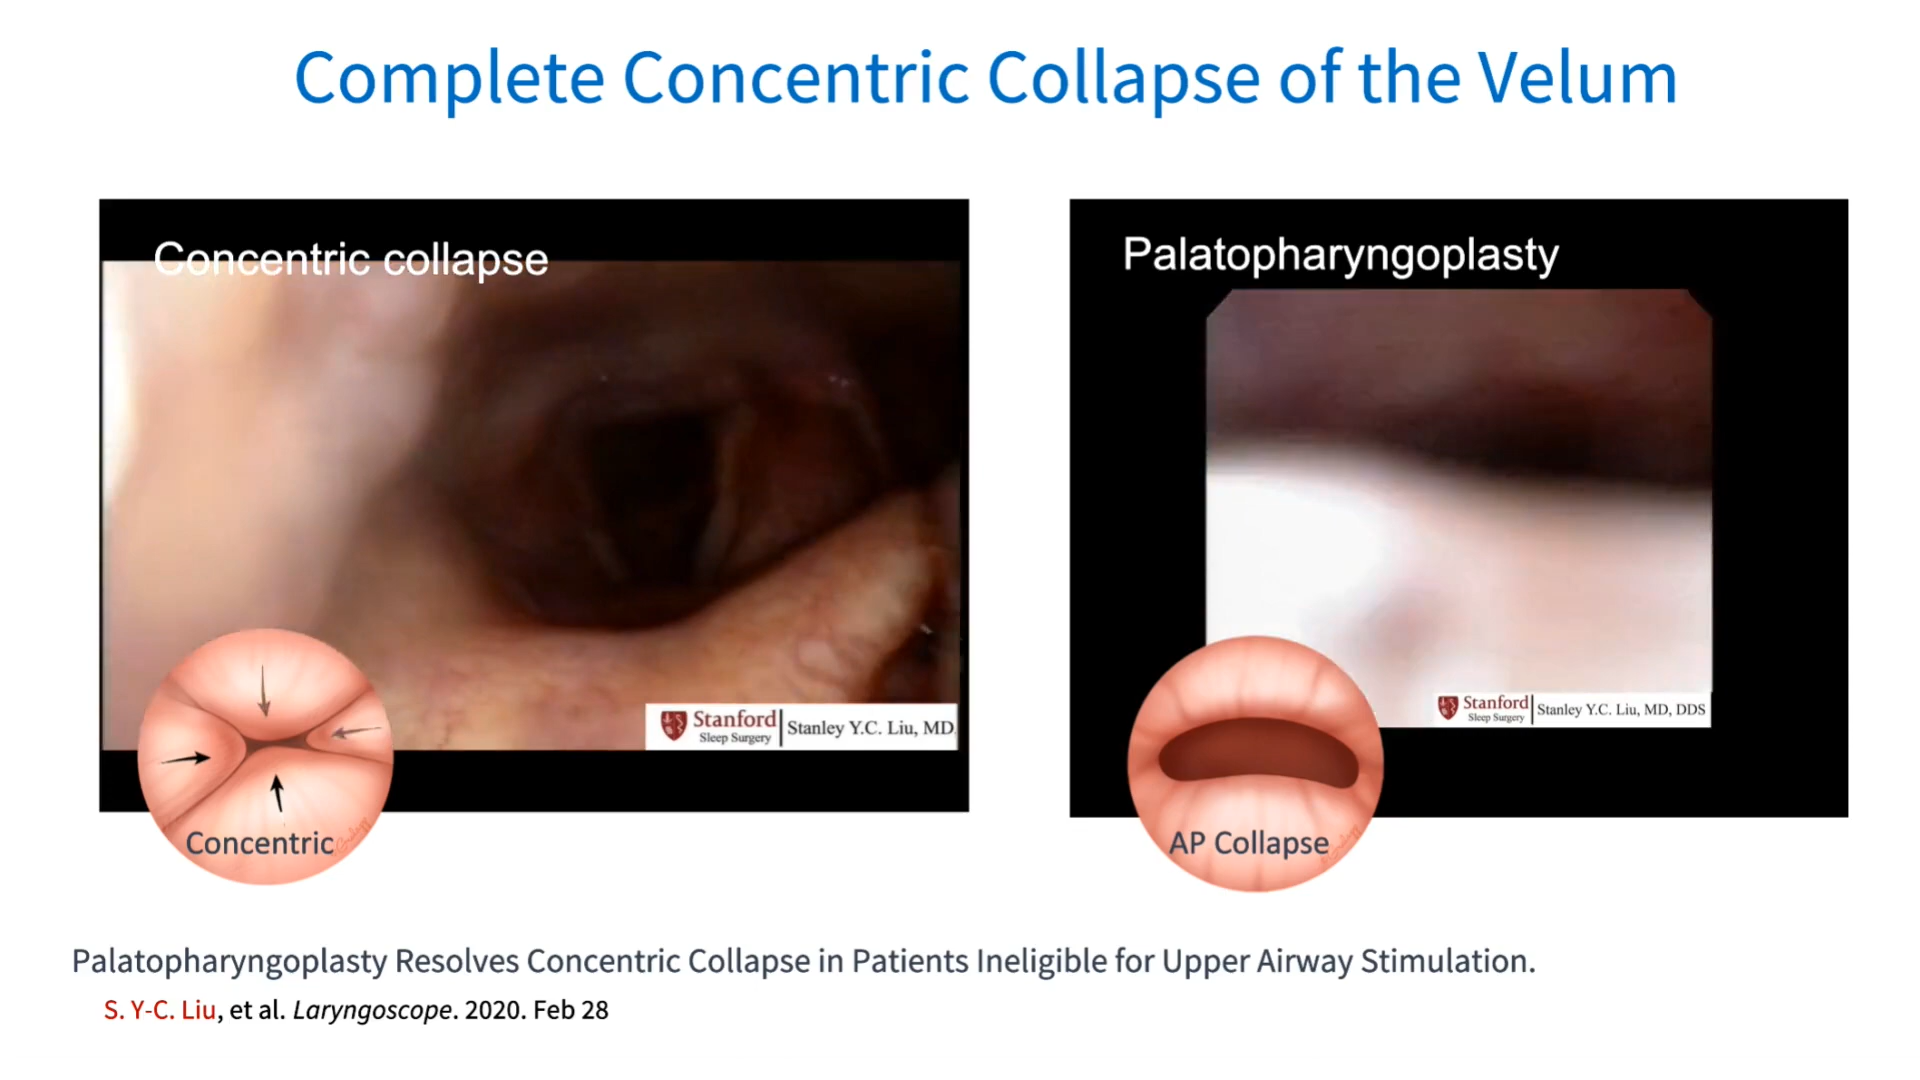 Complete Concentric Collapse of the Velum
Concentric collapse
Stanford
Sleep Surgery
Stanley Y.C. Liu, MD
Concentric
Palatopharyngoplasty
Stanford
Sleep Surgery
Stanley Y.C. Liu, MD, DDS
AP Collapse
Palatopharyngoplasty Resolves Concentric Collapse in Patients Ineligible for Upper Airway Stimulation.
S. Y-C. Liu, et al. Laryngoscope. 2020. Feb 28